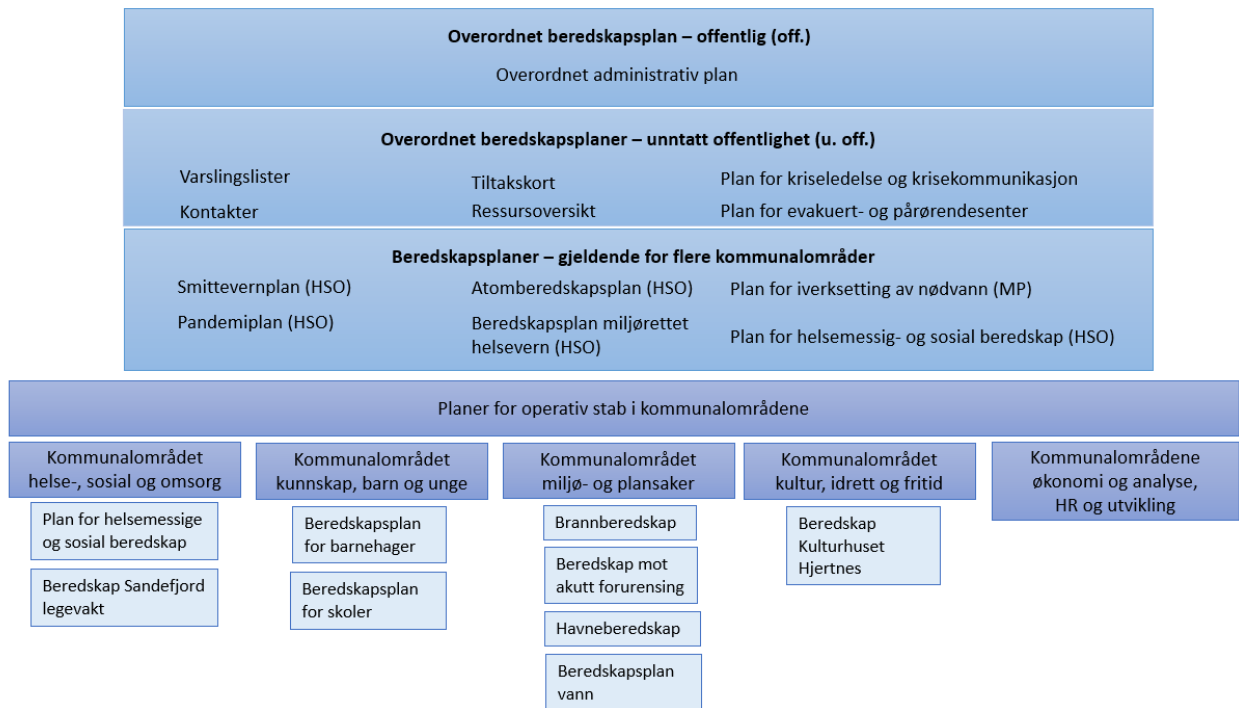 Overordnet beredskapsplan – offentlig (off.)
Overordnet administrativ plan
Overordnet beredskapsplaner – unntatt offentlighet (u. off.)
Varslingslister
Tiltakskort
Plan for kriseledelse og krisekommunikasjon
Kontakter
Ressursoversikt
Plan for evakuert- og pårørendesenter
Beredskapsplaner – gjeldende for flere kommunalområder
Smittevernplan (HSO)
Atomberedskapsplan (HSO)
Plan for iverksetting av nødvann (MP)
Pandemiplan (HSO)
Beredskapsplan miljørettet
helsevern (HSO)
Plan for helsemessig- og sosial beredskap (HSO)
Planer for operativ stab i kommunalområdene
Kommunalområdet
helse-, sosial og omsorg
Plan for helsemessige
og sosial beredskap
Beredskap Sandefjord
legevakt
Kommunalområdet
kunnskap, barn og unge
Beredskapsplan
for barnehager
Beredskapsplan
for skoler
Kommunalområdet
miljø- og plansaker
Brannberedskap
Beredskap mot
akutt forurensing
Havneberedskap
Beredskapsplan
vann
Kommunalområdet
kultur, idrett og fritid
Beredskap
Kulturhuset
Hjertnes
Kommunalområdene
økonomi og analyse,
HR og utvikling